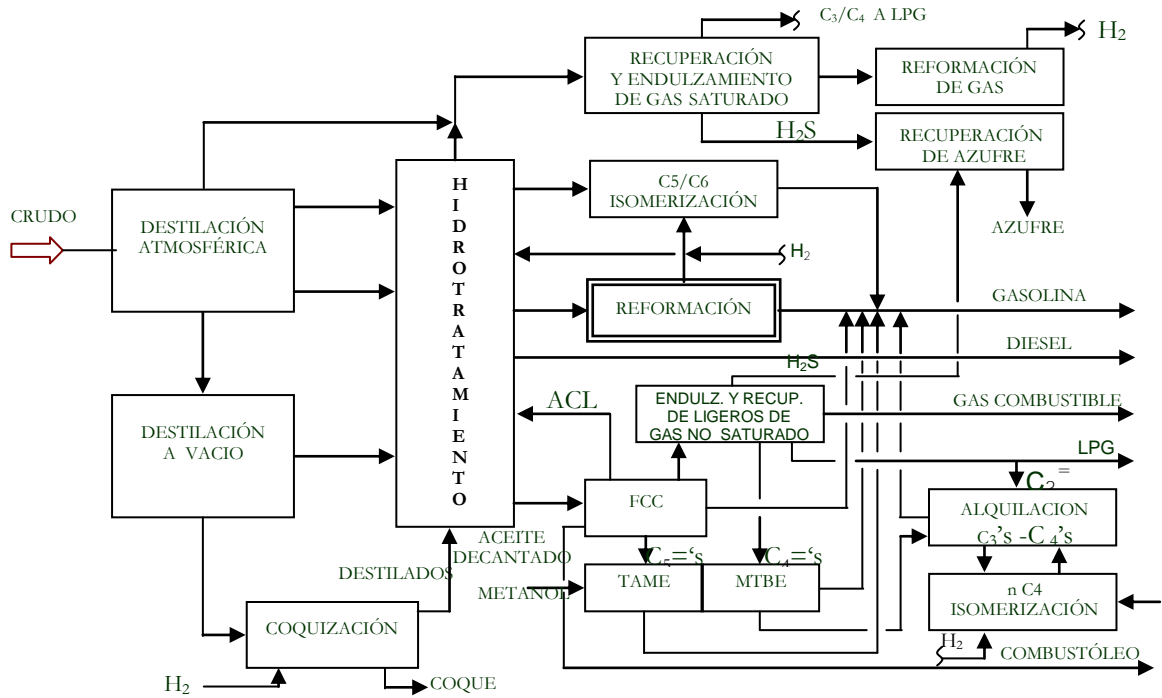 C₃/C₄ A LPG
H₂
RECUPERACIÓN
Y ENDULZAMIENTO
DE GAS SATURADO
REFORMACIÓN
DE GAS
H₂S
RECUPERACIÓN
DE AZUFRE
AZUFRE
CRUDO
DESTILACIÓN
ATMOSFÉRICA
HIDROTRATAMIENTO
C5/C6
ISOMERIZACIÓN
H₂
REFORMACIÓN
GASOLINA
DIESEL
H₂S
ENDULZ. Y RECUP.
DE LIGEROS DE
GAS NO SATURADO
GAS COMBUSTIBLE
ACL
DESTILACIÓN
A VACIO
LPG
FCC
ALQUILACION
C₃'s -C ₄'s
ACEITE
DECANTADO
DESTILADOS
C₅=‘s
C₄=‘s
METANOL
TAME
MTBE
n C4
ISOMERIZACIÓN
H₂
COMBUSTÓLEO
COQUIZACIÓN
H₂
COQUE